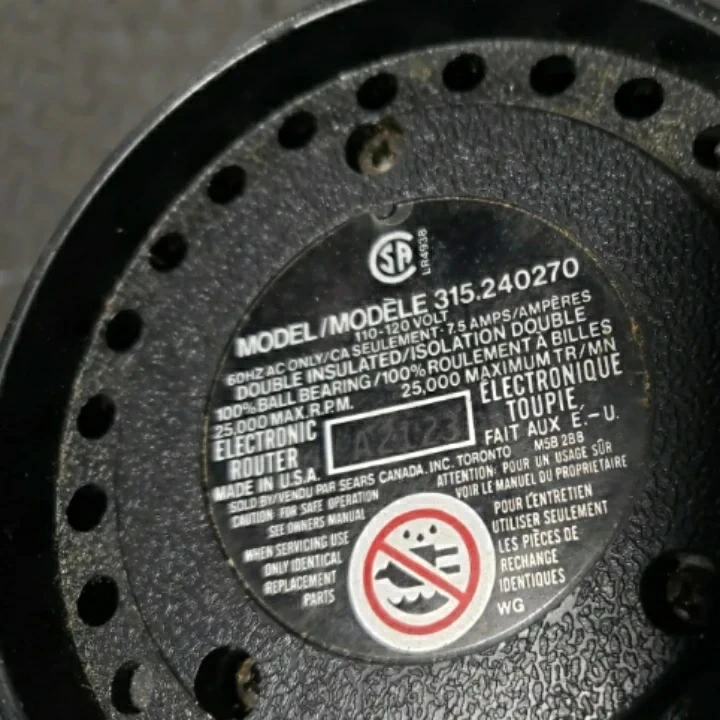 SA
LR4938
MODEL/MODÈLE 315.240270
110-120 VOLT
60HZ AC ONLY/CA SEULEMENT-7.5 AMPS/AMPÈRES
DOUBLE INSULATED/ISOLATION DOUBLE
100% BALL BEARING/100% ROULEMENT À BILLES
25,000 MAX. R.P.M. 25,000 MAXIMUM TR/MN
ELECTRONIC
ROUTER
MADE IN U.S.A.
ÉLECTRONIQUE
TOUPIE
FAIT AUX É.-U.
SOLD BY/VENDU PAR SEARS CANADA, INC. TORONTO M5B 2B8
CAUTION: FOR SAFE OPERATION
SEE OWNERS MANUAL
ATTENTION: POUR UN USAGE SÛR
VOIR LE MANUEL DU PROPRIETAIRE
WHEN SERVICING USE
ONLY IDENTICAL
REPLACEMENT
PARTS
POUR L'ENTRETIEN
UTILISER SEULEMENT
LES PIÈCES DE
RECHANGE
IDENTIQUES
WG